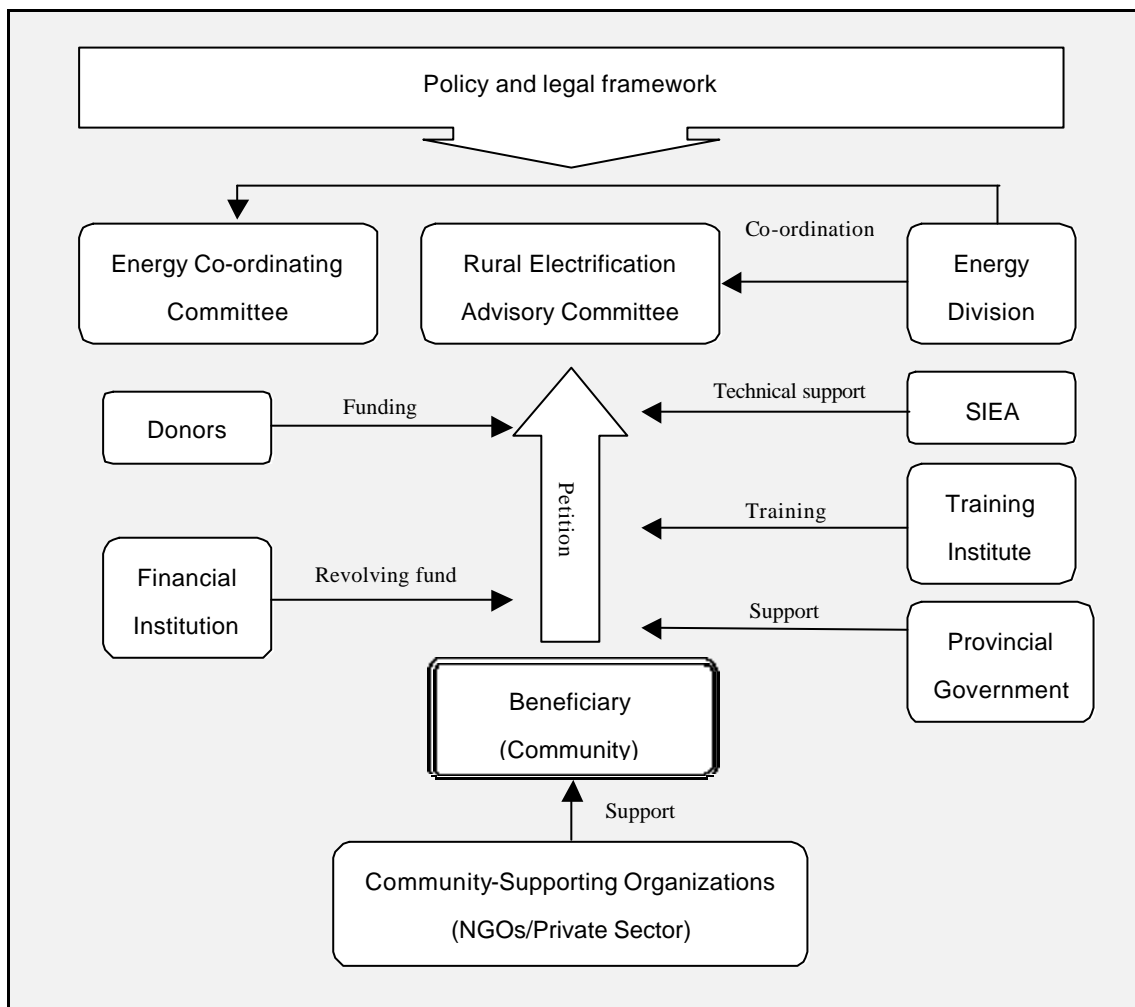 Policy and legal framework
Co-ordination
Energy Co-ordinating
Committee
Rural Electrification
Advisory Committee
Energy
Division
Funding
Technical support
Donors
SIEA
Petition
Training
Training
Institute
Revolving fund
Financial
Institution
Support
Provincial
Government
Beneficiary
(Community)
Support
Community-Supporting Organizations
(NGOs/Private Sector)